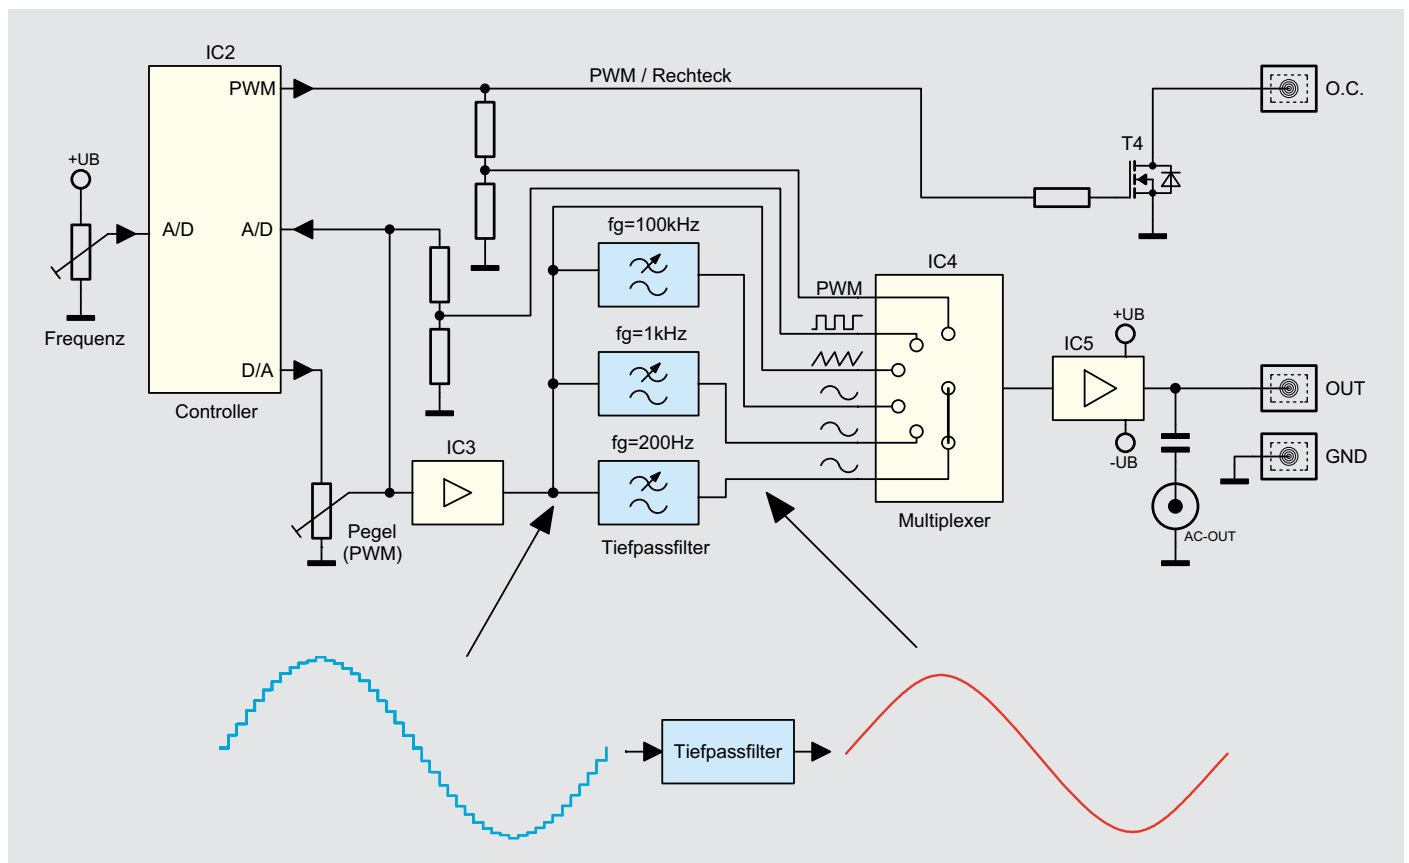 IC2
PWM
PWM / Rechteck
O.C.
T4
+UB
A/D
A/D
fg=100kHz
IC4
PWM
Frequenz
fg=1kHz
+UB
IC5
D/A
OUT
Controller
fg=200Hz
IC3
-UB
GND
Pegel
(PWM)
Tiefpassfilter
Multiplexer
AC-OUT
Tiefpassfilter